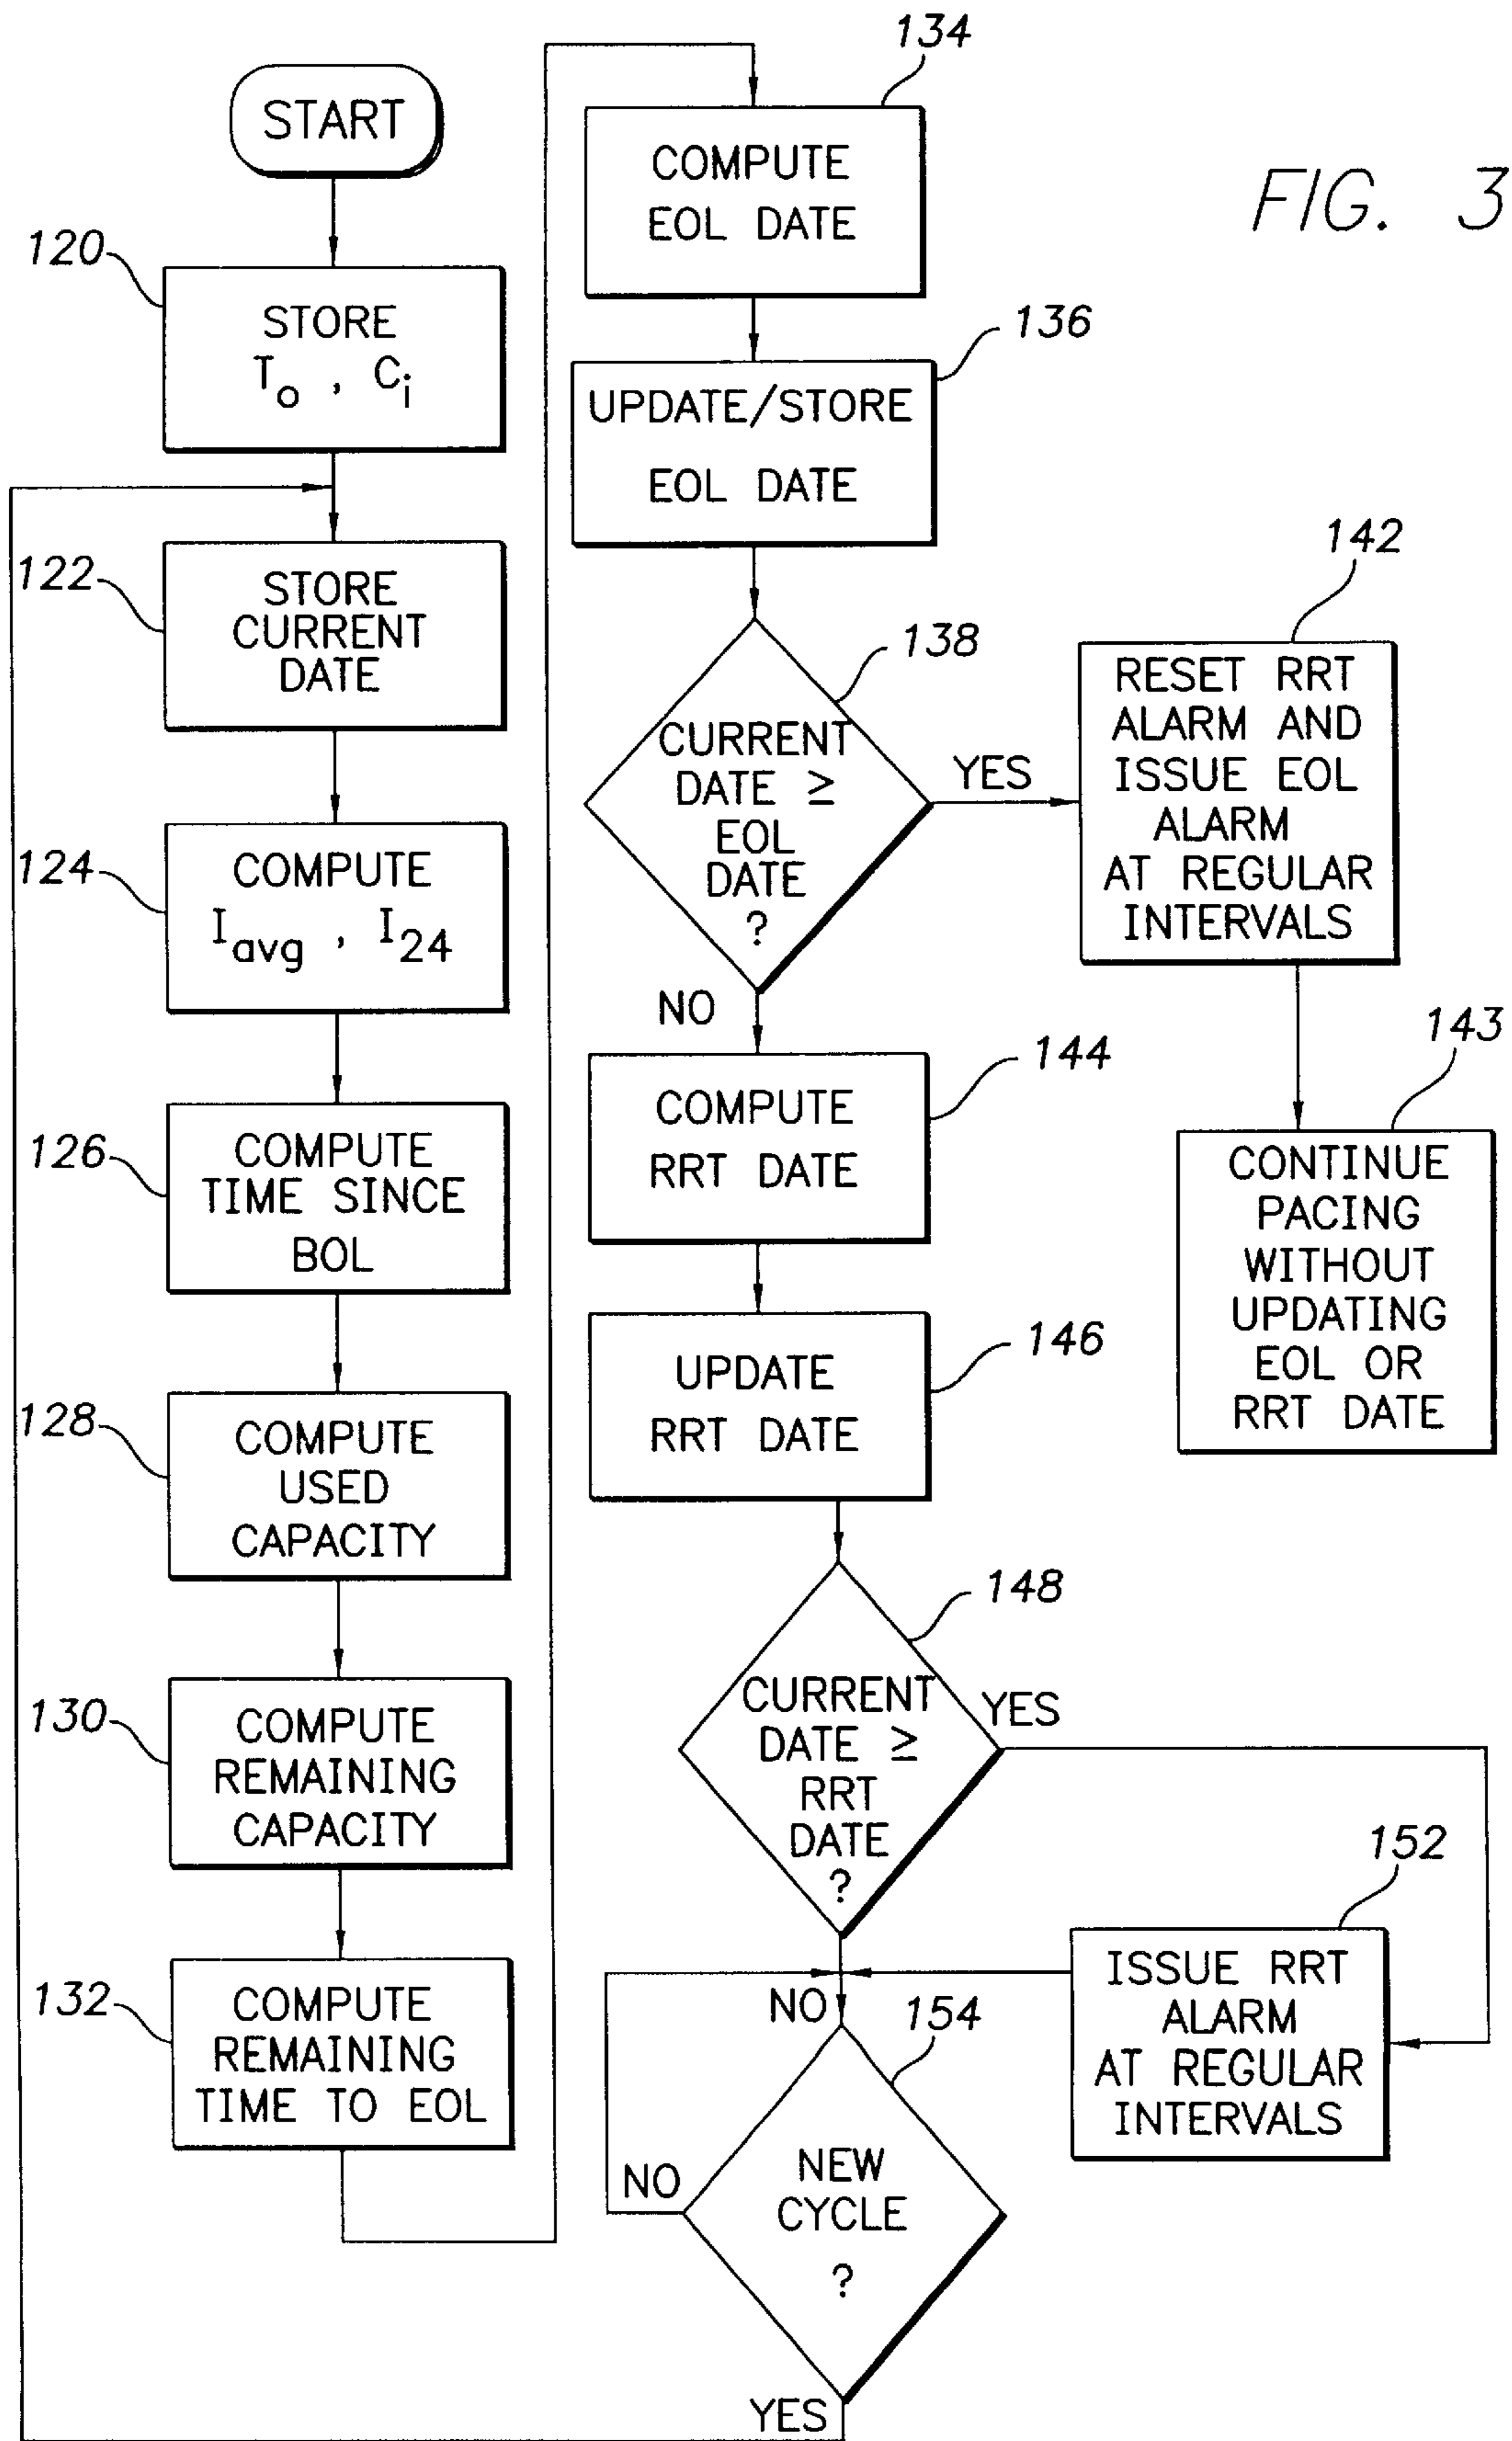 START
120
STORE
To , Ci
122
STORE
CURRENT
DATE
124
COMPUTE
Iavg , I24
126
COMPUTE
TIME SINCE
BOL
128
COMPUTE
USED
CAPACITY
130
COMPUTE
REMAINING
CAPACITY
132
COMPUTE
REMAINING
TIME TO EOL
134
COMPUTE
EOL DATE
FIG. 3
136
UPDATE/STORE
EOL DATE
138
CURRENT
DATE ≥
EOL
DATE
?
YES
NO
142
RESET RRT
ALARM AND
ISSUE EOL
ALARM
AT REGULAR
INTERVALS
143
CONTINUE
PACING
WITHOUT
UPDATING
EOL OR
RRT DATE
144
COMPUTE
RRT DATE
146
UPDATE
RRT DATE
148
CURRENT
DATE ≥
RRT
DATE
?
YES
NO
152
ISSUE RRT
ALARM
AT REGULAR
INTERVALS
154
NEW
CYCLE
?
NO
YES